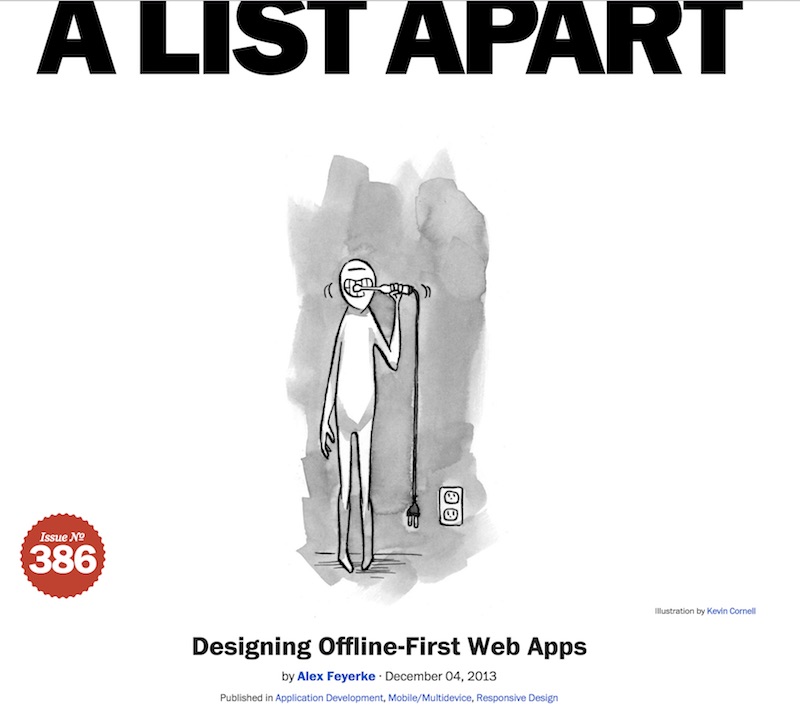 A LIST APART
Issue Nº
386
Illustration by Kevin Cornell
Designing Offline-First Web Apps
by Alex Feyerke · December 04, 2013
Published in Application Development, Mobile/Multidevice, Responsive Design